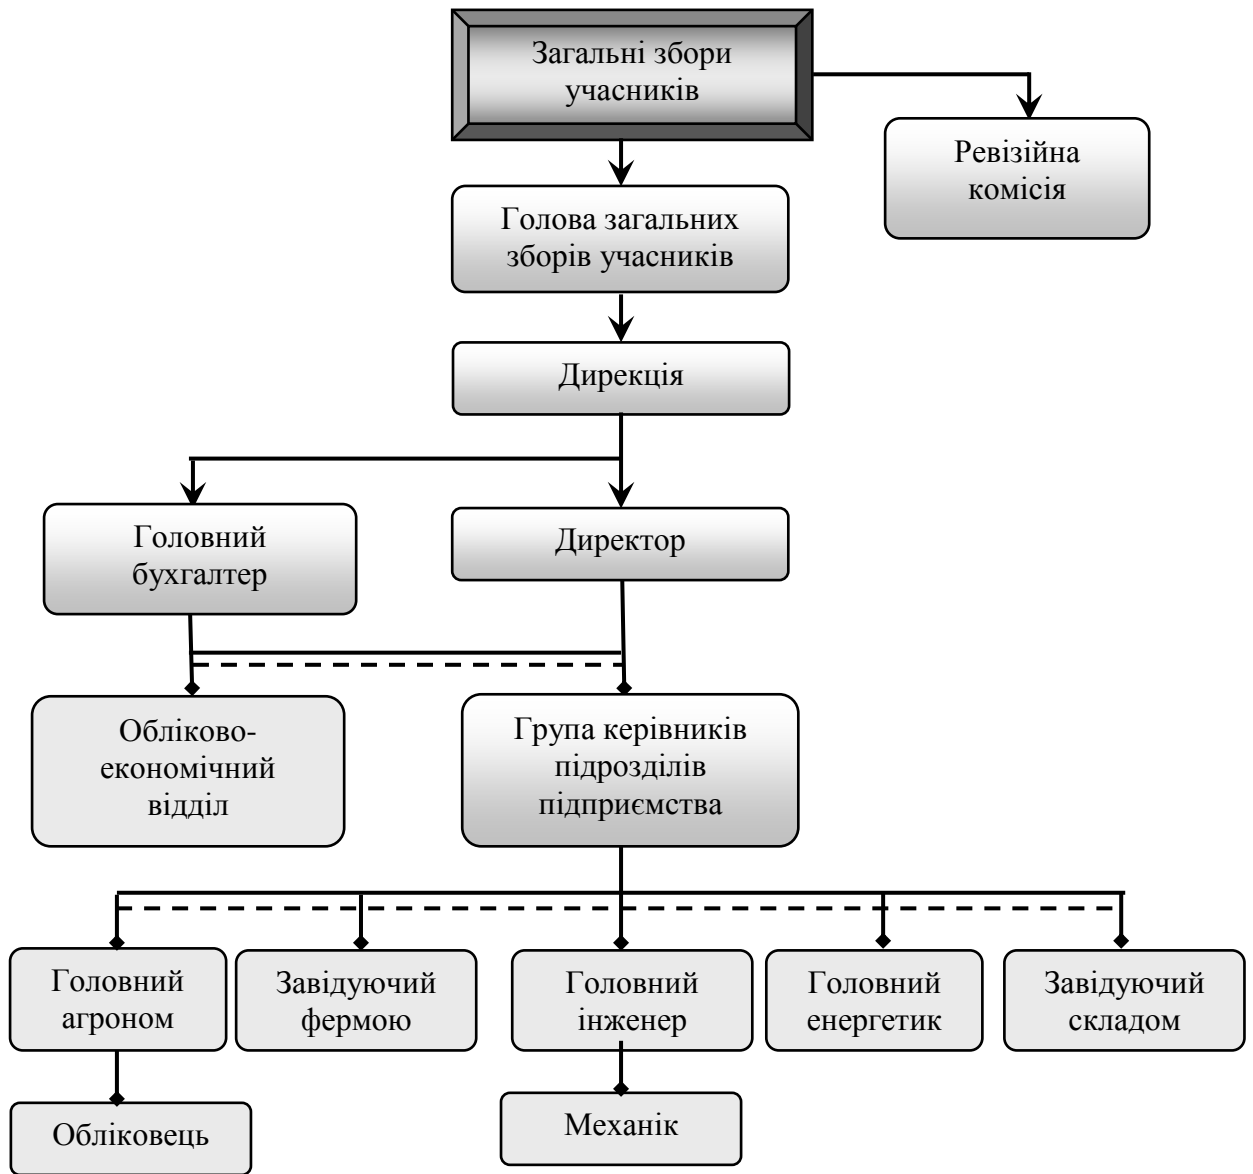 Загальні збори
учасників
Ревізійна
комісія
Голова загальних
зборів учасників
Дирекція
Головний
бухгалтер
Директор
Обліково-
економічний
відділ
Група керівників
підрозділів
підприємства
Головний
агроном
Завідуючий
фермою
Головний
інженер
Головний
енергетик
Завідуючий
складом
Обліковець
Механік